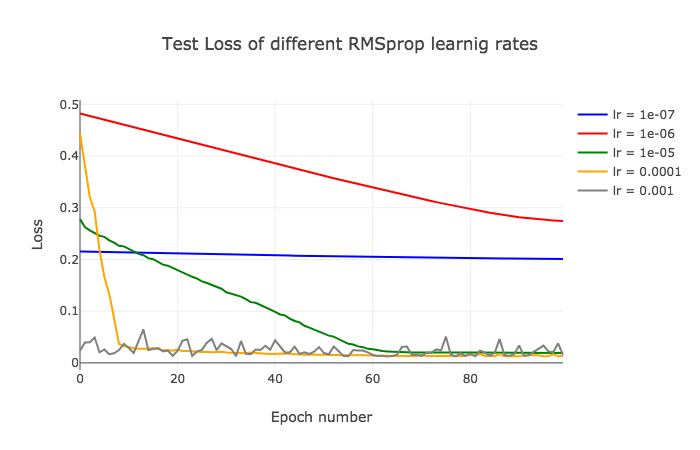 Test Loss of different RMSprop learnig rates
0.5
0.4
0.3
0.2
0.1
0
Loss
0 20 40 60 80
Epoch number
lr = 1e-07
lr = 1e-06
lr = 1e-05
lr = 0.0001
lr = 0.001